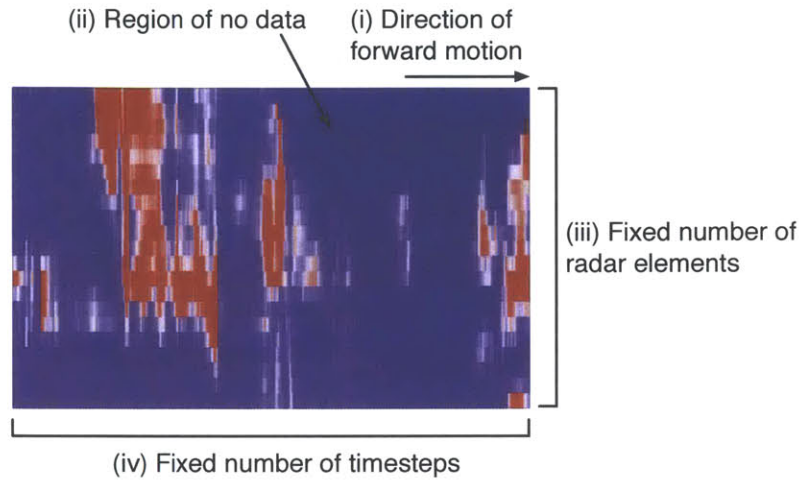 (ii) Region of no data
(i) Direction of
forward motion
(iii) Fixed number of
radar elements
(iv) Fixed number of timesteps